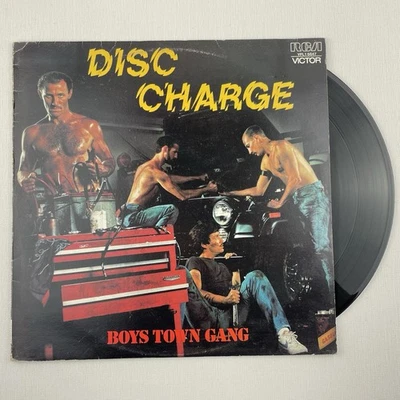 DISC
CHARGE
RCA
VICTOR
BOYS TOWN GANG